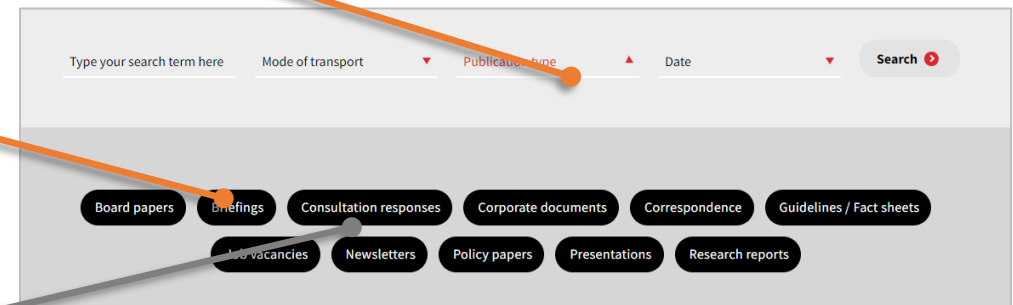 Type your search term here Mode of transport Publication type Date Search
Board papers Briefings Consultation responses Corporate documents Correspondence Guidelines / Fact sheets
Job vacancies Newsletters Policy papers Presentations Research reports